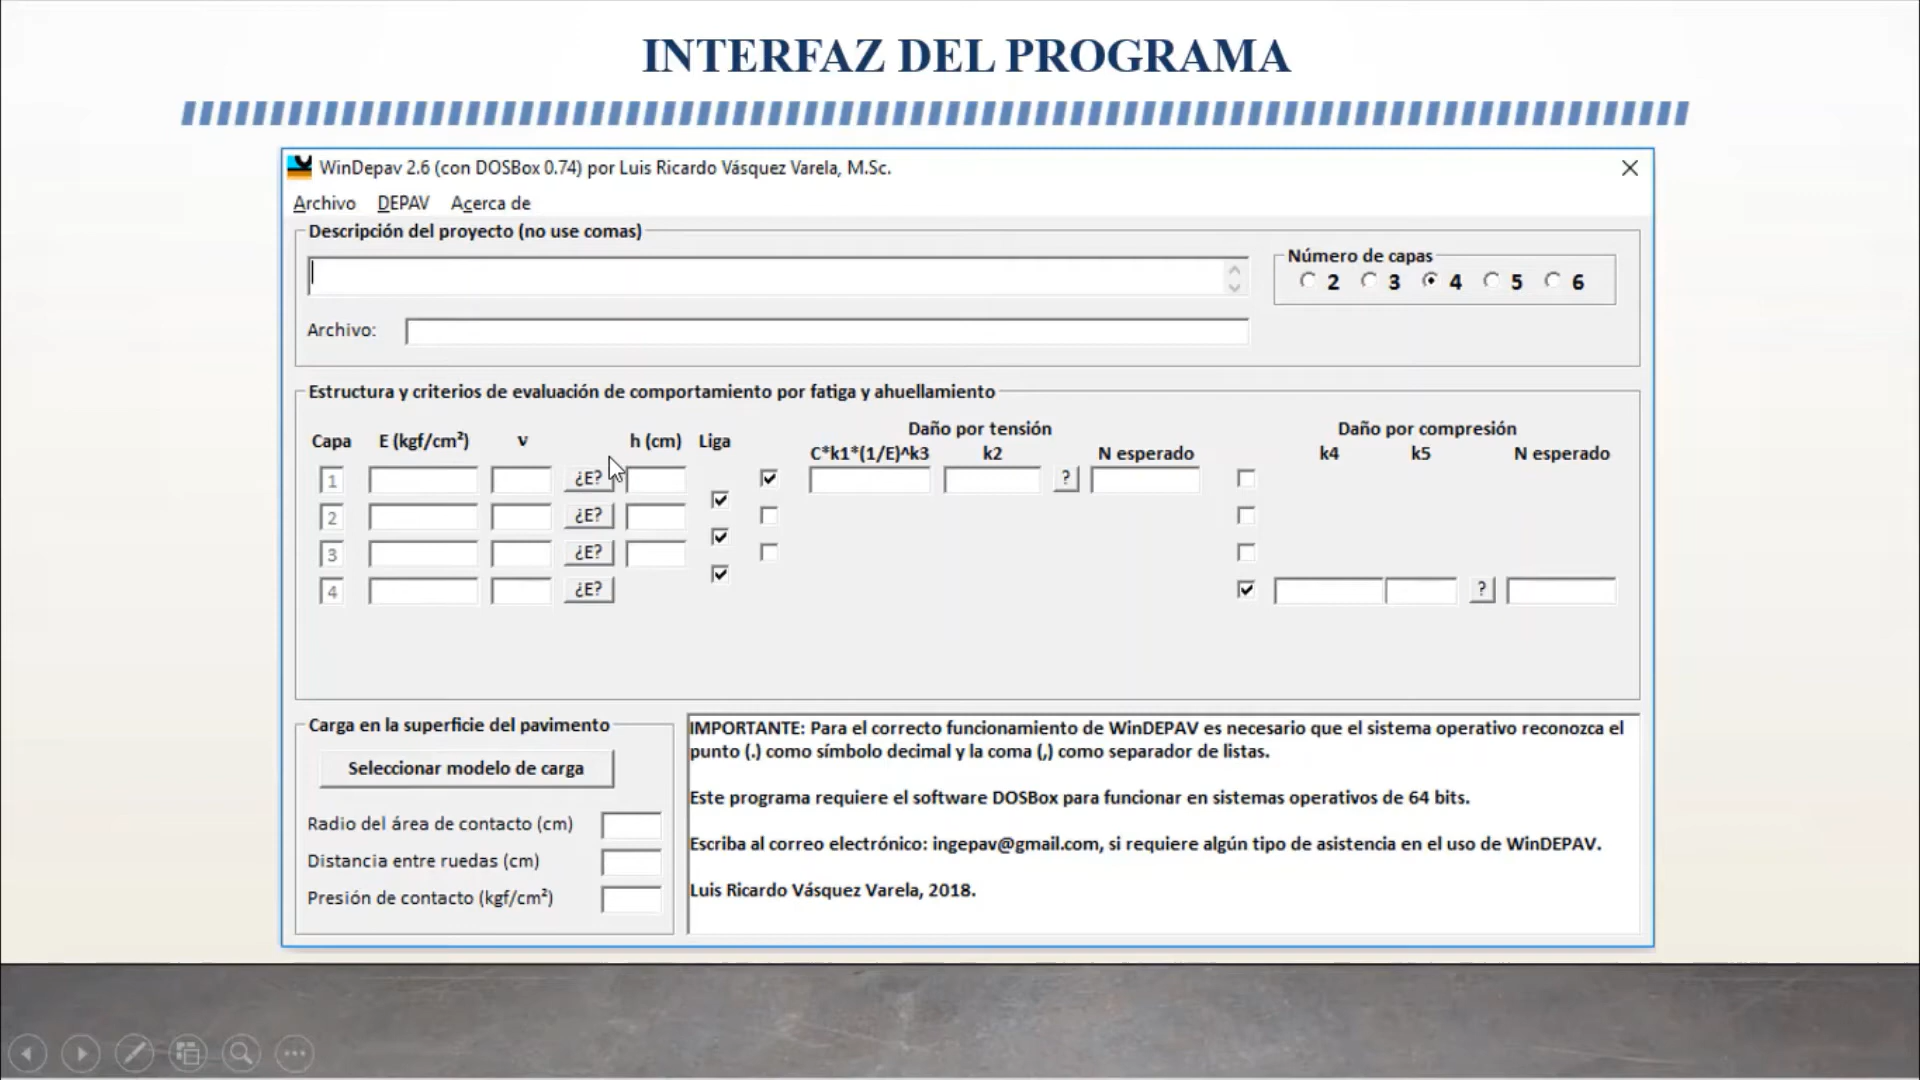 INTERFAZ DEL PROGRAMA
WinDepav 2.6 (con DOSBox 0.74) por Luis Ricardo Vásquez Varela, M.Sc.
Archivo DEPAV Acerca de
Descripción del proyecto (no use comas)
Número de capas
2 3 4 5 6
Archivo:
Estructura y criterios de evaluación de comportamiento por fatiga y ahuellamiento
Daño por tensión Daño por compresión
Capa E (kgf/cm²) ν h (cm) Liga
C*k1*(1/E)^k3 k2 N esperado k4 k5 N esperado
1 ¿E? ?
2 ¿E?
3 ¿E?
4 ¿E? ?
Carga en la superficie del pavimento
Seleccionar modelo de carga
Radio del área de contacto (cm)
Distancia entre ruedas (cm)
Presión de contacto (kgf/cm²)
IMPORTANTE: Para el correcto funcionamiento de WinDEPAV es necesario que el sistema operativo reconozca el
punto (.) como símbolo decimal y la coma (,) como separador de listas.
Este programa requiere el software DOSBox para funcionar en sistemas operativos de 64 bits.
Escriba al correo electrónico: ingepav@gmail.com, si requiere algún tipo de asistencia en el uso de WinDEPAV.
Luis Ricardo Vásquez Varela, 2018.